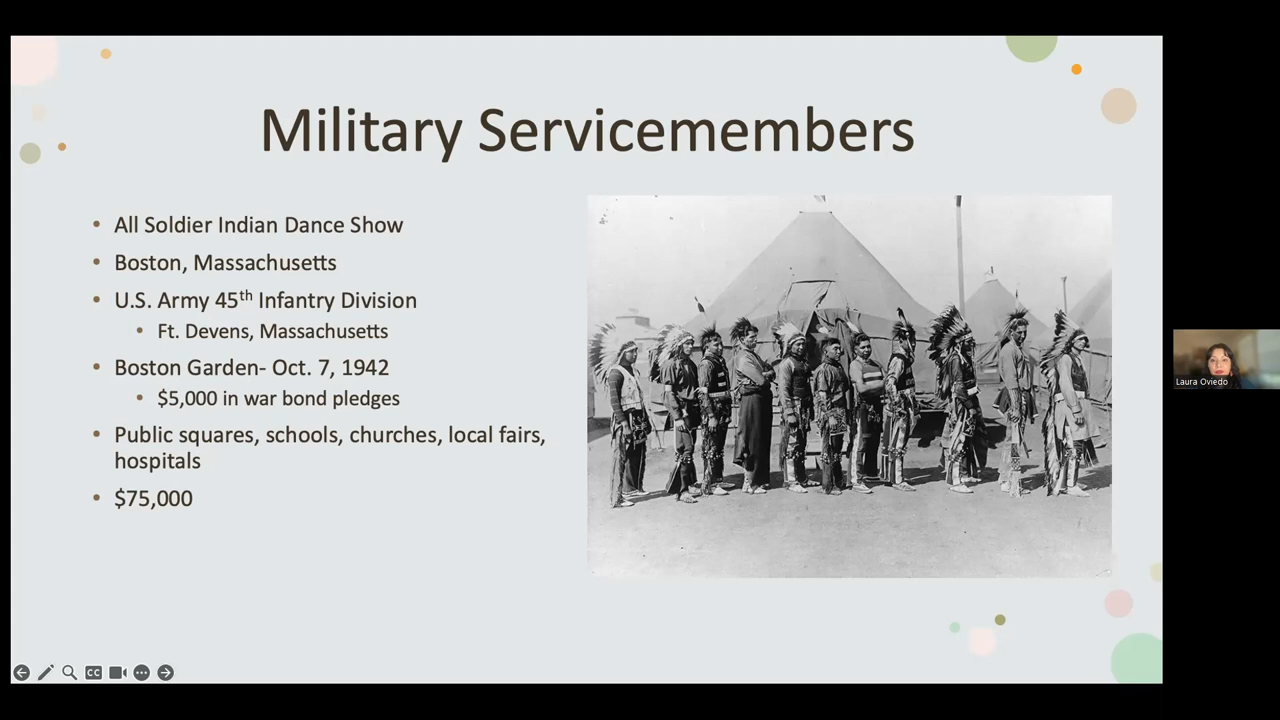 Military Servicemembers
• All Soldier Indian Dance Show
• Boston, Massachusetts
• U.S. Army 45th Infantry Division
• Ft. Devens, Massachusetts
• Boston Garden- Oct. 7, 1942
• $5,000 in war bond pledges
• Public squares, schools, churches, local fairs,
hospitals
• $75,000
Laura Oviedo
CC